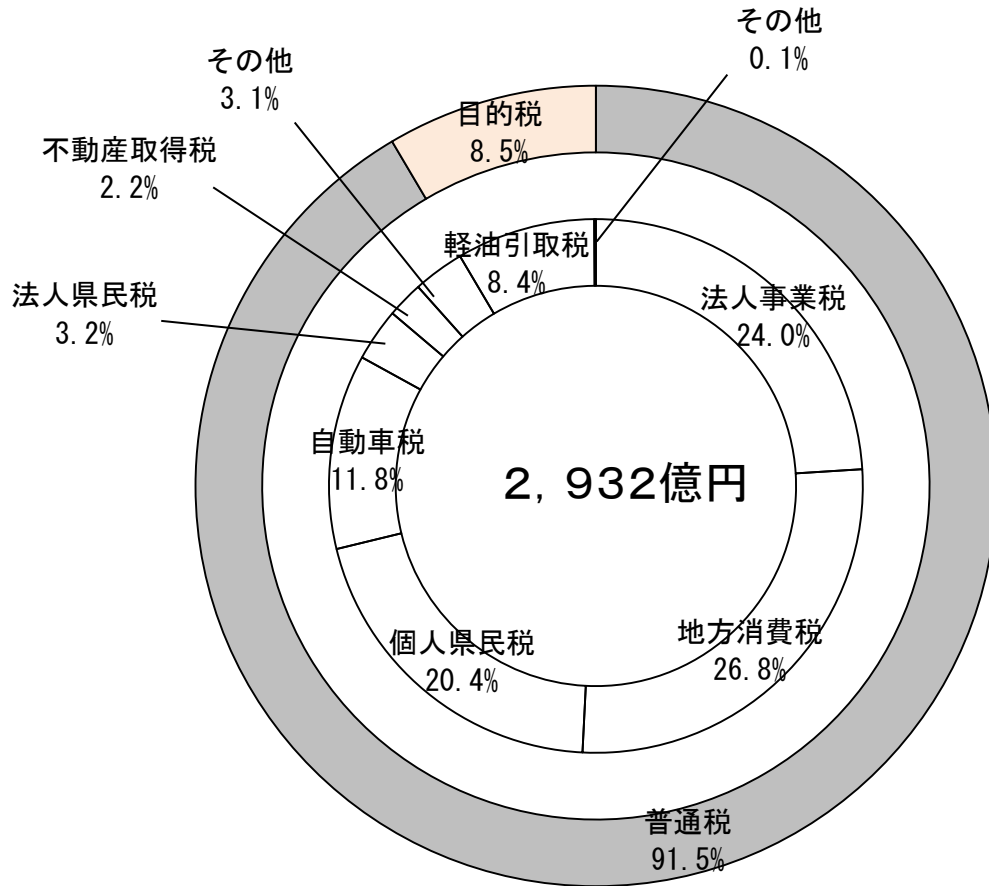 その他
0.1%
その他
3.1%
目的税
8.5%
不動産取得税
2.2%
軽油引取税
8.4%
法人事業税
24.0%
法人県民税
3.2%
自動車税
11.8%
2,932億円
地方消費税
26.8%
個人県民税
20.4%
普通税
91.5%